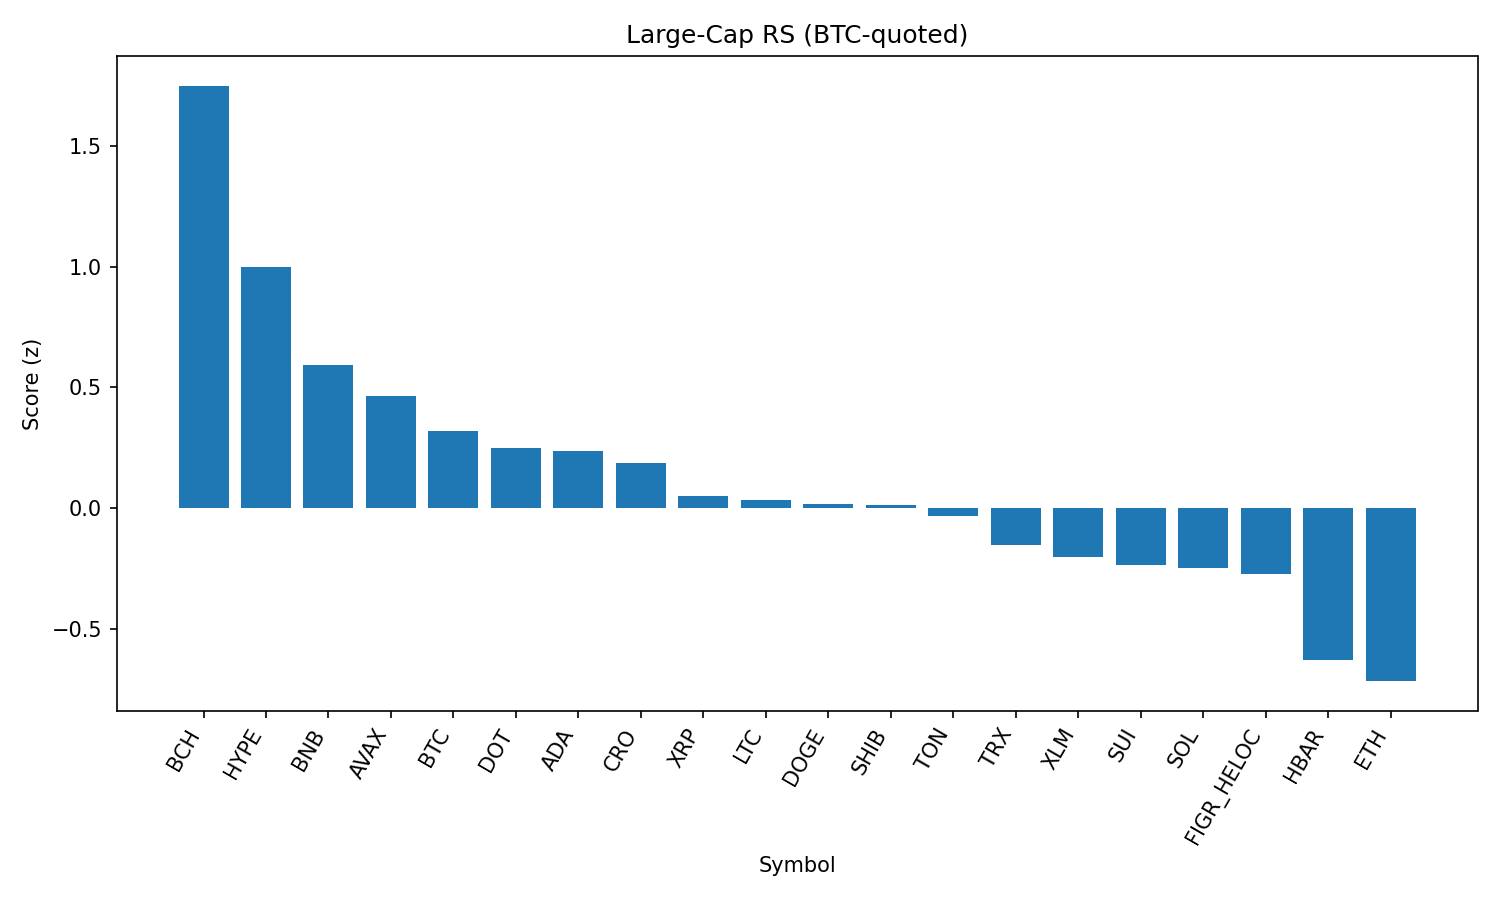 Large-Cap RS (BTC-quoted)
Score (z)
1.5
1.0
0.5
0.0
−0.5
BCH
HYPE
BNB
AVAX
BTC
DOT
ADA
CRO
XRP
LTC
DOGE
SHIB
TON
TRX
XLM
SUI
SOL
FIGR_HELOC
HBAR
ETH
Symbol